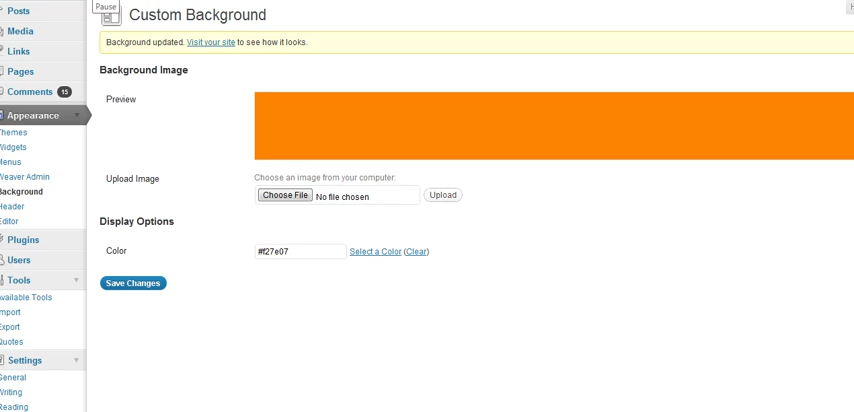 Posts
Media
Links
Pages
Comments 15
Appearance
Themes
Widgets
Menus
Weaver Admin
Background
Header
Editor
Plugins
Users
Tools
Available Tools
Import
Export
Quotes
Settings
General
Writing
Reading
Pause
Custom Background
Background updated. Visit your site to see how it looks.
Background Image
Preview
Upload Image
Choose an image from your computer:
Choose File No file chosen Upload
Display Options
Color #f27e07 Select a Color (Clear)
Save Changes
H